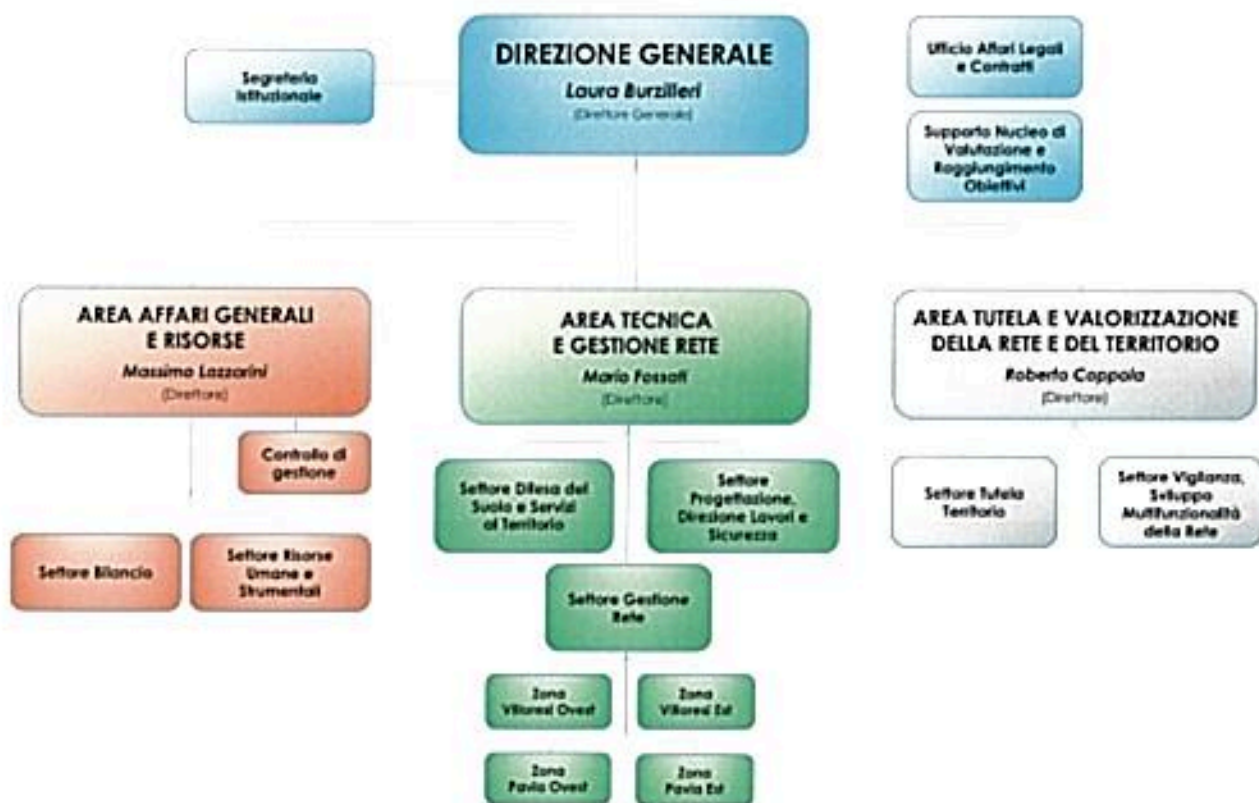 DIREZIONE GENERALE
Laura Burzilleri
(Direttore Generale)
Segreteria
Istituzionale
Ufficio Affari Legali
e Contratti
Supporto Nucleo di
Valutazione e
Raggiungimento
Obiettivi
AREA AFFARI GENERALI
E RISORSE
Massimo Lazzarini
(Direttore)
Controllo di
gestione
Settore Bilancio
Settore Risorse
Umane e
Strumentali
AREA TECNICA
E GESTIONE RETE
Mario Fossati
(Direttore)
Settore Difesa del
Suolo e Servizi
al Territorio
Settore
Progettazione,
Direzione Lavori e
Sicurezza
Settore Gestione
Rete
Zona
Villoresi Ovest
Zona
Villoresi Est
Zona
Pavia Ovest
Zona
Pavia Est
AREA TUTELA E VALORIZZAZIONE
DELLA RETE E DEL TERRITORIO
Roberto Coppola
(Direttore)
Settore Tutela
Territorio
Settore Vigilanza,
Sviluppo
Multifunzionalità
della Rete